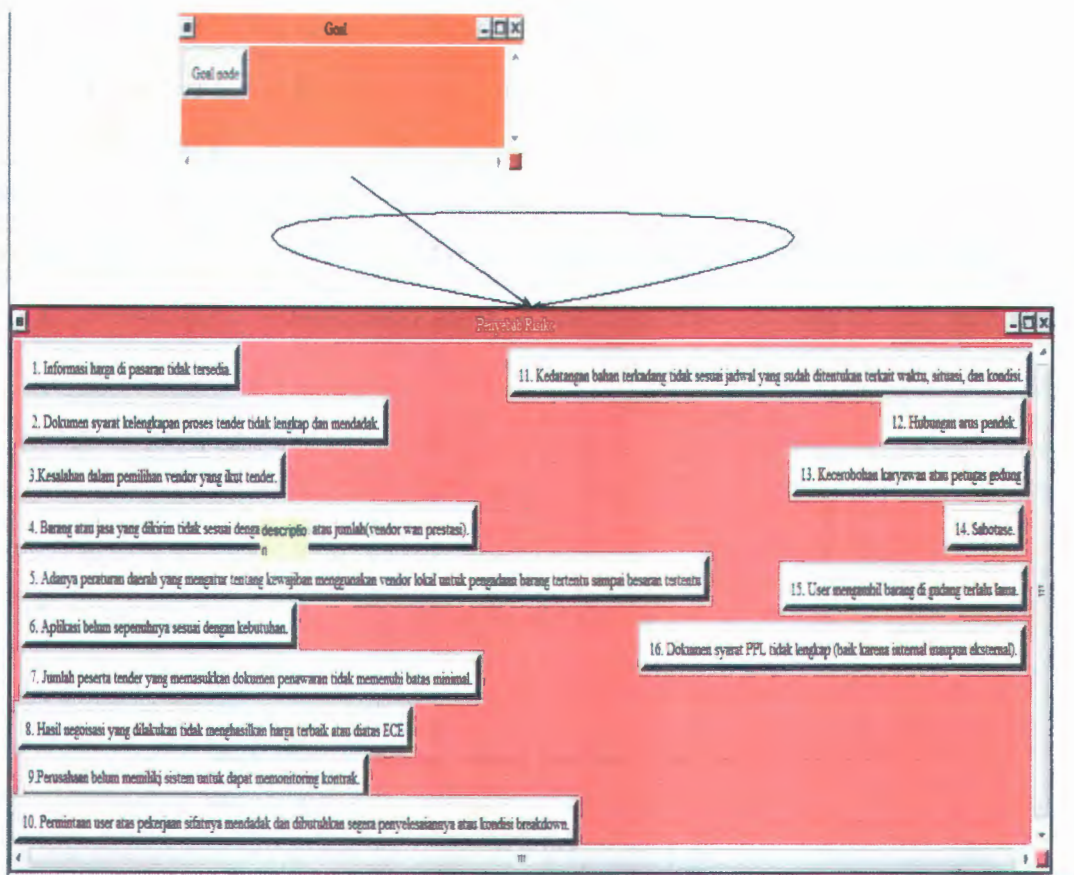 Goal
Goal node
Penyebab Risiko
1. Informasi harga di pasaran tidak tersedia.
2. Dokumen syarat kelengkapan proses tender tidak lengkap dan mendadak.
3.Kesalahan dalam pemilihan vendor yang ikut tender.
4. Barang atau jasa yang dikirim tidak sesuai denga description atau jumlah(vendor wan prestasi).
5. Adanya peraturan daerah yang mengatur tentang kewajiban menggunakan vendor lokal untuk pengadaan barang tertentu sampai besaran tertentu
6. Aplikasi belum sepenuhnya sesuai dengan kebutuhan.
7. Jumlah peserta tender yang memasukkan dokumen penawaran tidak memenuhi batas minimal.
8. Hasil negoisasi yang dilakukan tidak menghasilkan harga terbaik atau diatas ECE
9.Perusahaan belum memiliki sistem untuk dapat memonitoring kontrak.
10. Permintaan user atas pekerjaan sifatnya mendadak dan dibutuhkan segera penyelesaiannya atau kondisi breakdown.
11. Kedatangan bahan terkadang tidak sesuai jadwal yang sudah ditentukan terkait waktu, situasi, dan kondisi.
12. Hubungan arus pendek.
13. Kecerobohan karyawan atau petugas gedung
14. Sabotase.
15. User mengambil barang di gudang terlalu lama.
16. Dokumen syarat PPL tidak lengkap (baik karena internal maupun eksternal).